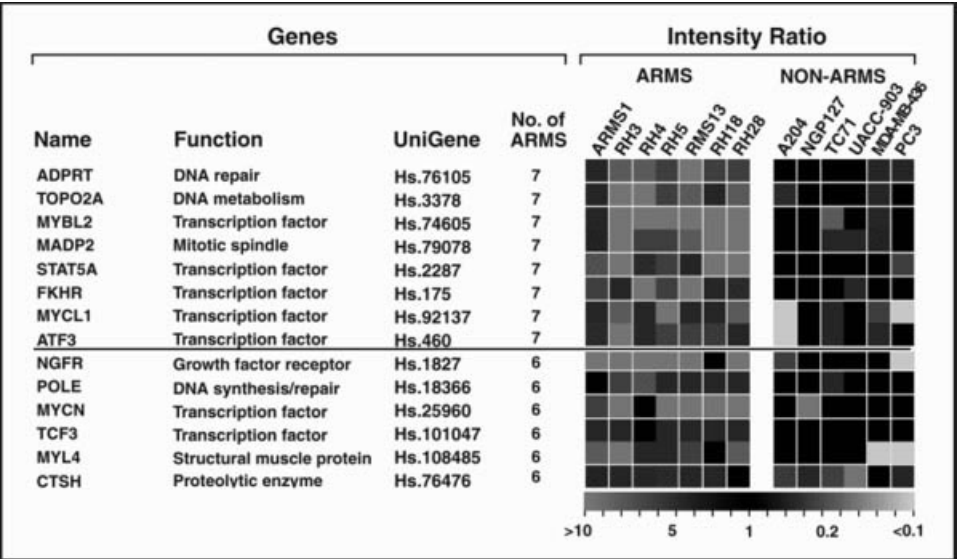 Genes Intensity Ratio
ARMS NON-ARMS
Name Function UniGene No. of ARMS ARMS1 RH3 RH4 RH5 RMS13 RH18 RH28 A204 NGP127 TC71 UACC-903 MDA-MB-436 PC3
ADPRT DNA repair Hs.76105 7
TOPO2A DNA metabolism Hs.3378 7
MYBL2 Transcription factor Hs.74605 7
MADP2 Mitotic spindle Hs.79078 7
STAT5A Transcription factor Hs.2287 7
FKHR Transcription factor Hs.175 7
MYCL1 Transcription factor Hs.92137 7
ATF3 Transcription factor Hs.460 7
NGFR Growth factor receptor Hs.1827 6
POLE DNA synthesis/repair Hs.18366 6
MYCN Transcription factor Hs.25960 6
TCF3 Transcription factor Hs.101047 6
MYL4 Structural muscle protein Hs.108485 6
CTSH Proteolytic enzyme Hs.76476 6
>10 5 1 0.2 <0.1